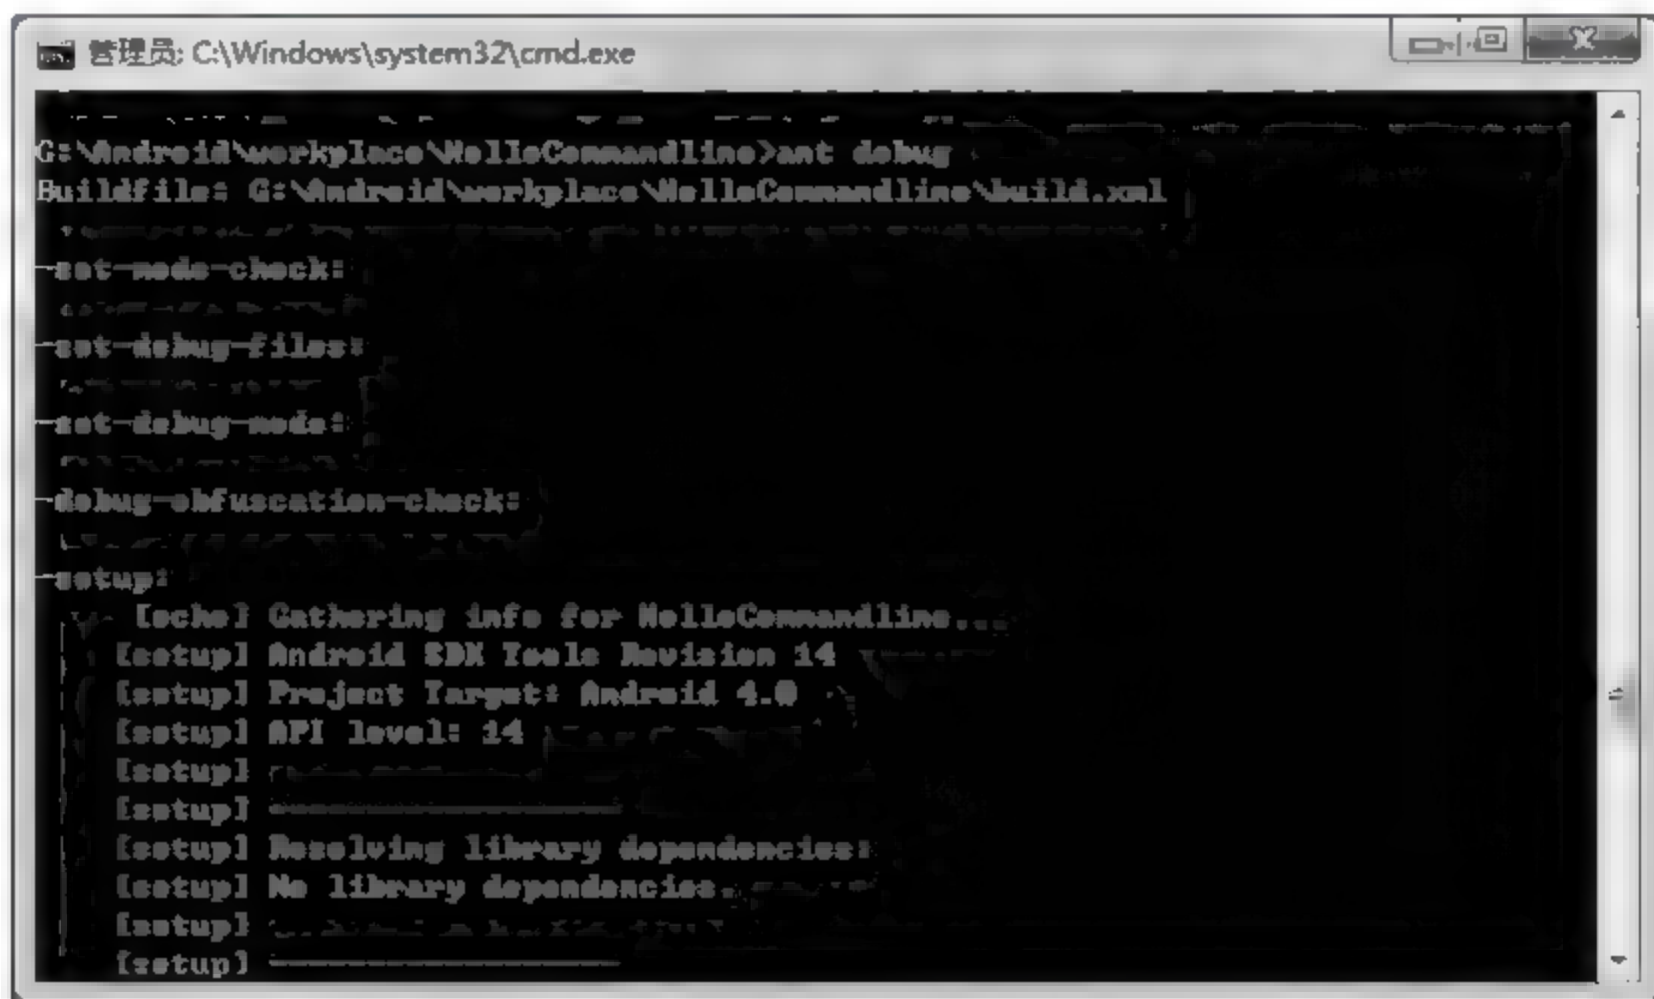 管理员: C:\Windows\system32\cmd.exe
G:\Android\workplace\HelloCommandline>ant debug
Buildfile: G:\Android\workplace\HelloCommandline\build.xml
-set-mode-check:
-set-debug-files:
-set-debug-mode:
-debug-obfuscation-check:
-setup:
[echo] Gathering info for HelloCommandline...
[setup] Android SDK Tools Revision 14
[setup] Project Target: Android 4.0
[setup] API level: 14
[setup]
[setup] ------------------
[setup] Resolving library dependencies:
[setup] No library dependencies.
[setup]
[setup] ------------------